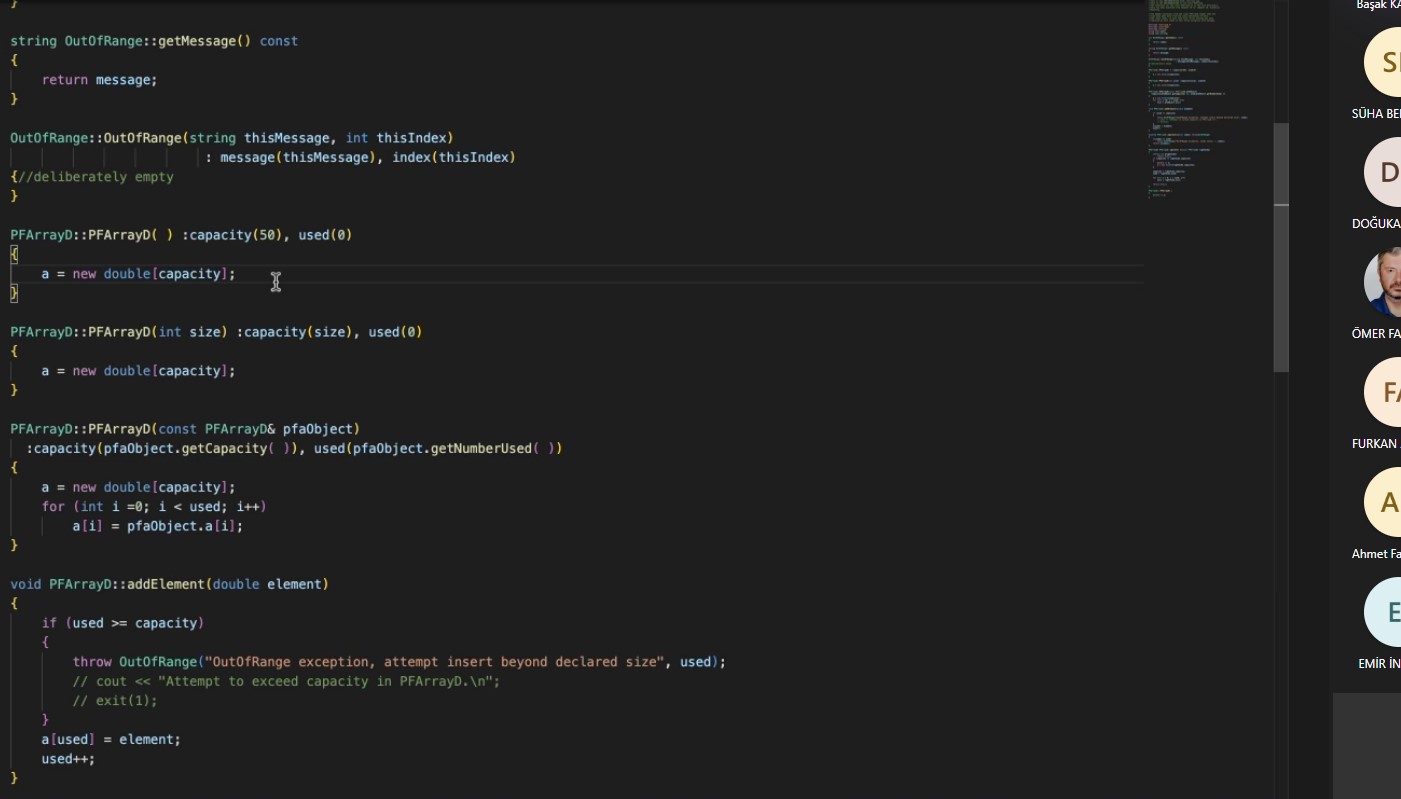 }
string OutOfRange::getMessage() const
{
    return message;
}
OutOfRange::OutOfRange(string thisMessage, int thisIndex)
                         : message(thisMessage), index(thisIndex)
{//deliberately empty
}
PFArrayD::PFArrayD( ) :capacity(50), used(0)
{
    a = new double[capacity];
}
PFArrayD::PFArrayD(int size) :capacity(size), used(0)
{
    a = new double[capacity];
}
PFArrayD::PFArrayD(const PFArrayD& pfaObject)
  :capacity(pfaObject.getCapacity( )), used(pfaObject.getNumberUsed( ))
{
    a = new double[capacity];
    for (int i =0; i < used; i++)
        a[i] = pfaObject.a[i];
}
void PFArrayD::addElement(double element)
{
    if (used >= capacity)
    {
        throw OutOfRange("OutOfRange exception, attempt insert beyond declared size", used);
        // cout << "Attempt to exceed capacity in PFArrayD.\n";
        // exit(1);
    }
    a[used] = element;
    used++;
}
Başak KA
SÜHA BE
D
DOĞUKA
ÖMER FA
FA
FURKAN
A
Ahmet Fa
E
EMİR İN